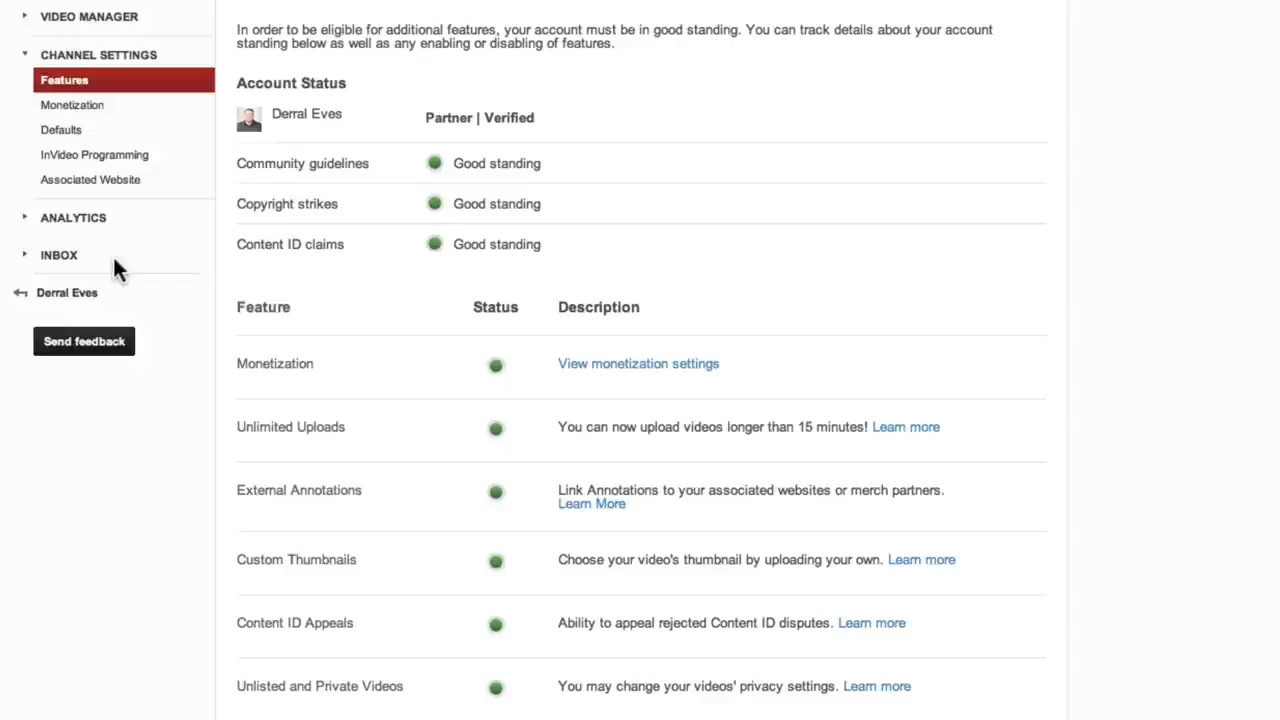 VIDEO MANAGER
CHANNEL SETTINGS
Features
Monetization
Defaults
InVideo Programming
Associated Website
ANALYTICS
INBOX
Derral Eves
Send feedback
In order to be eligible for additional features, your account must be in good standing. You can track details about your account
standing below as well as any enabling or disabling of features.
Account Status
Derral Eves
Partner | Verified
Community guidelines Good standing
Copyright strikes Good standing
Content ID claims Good standing
Feature Status Description
Monetization View monetization settings
Unlimited Uploads You can now upload videos longer than 15 minutes! Learn more
External Annotations Link Annotations to your associated websites or merch partners.
Learn More
Custom Thumbnails Choose your video's thumbnail by uploading your own. Learn more
Content ID Appeals Ability to appeal rejected Content ID disputes. Learn more
Unlisted and Private Videos You may change your videos' privacy settings. Learn more